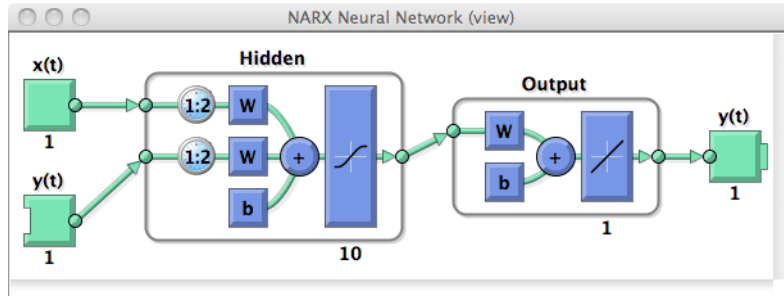 NARX Neural Network (view)
Hidden
x(t)
1:2
W
1
y(t)
1:2
W
+
b
1
10
Output
W
+
b
1
y(t)
1